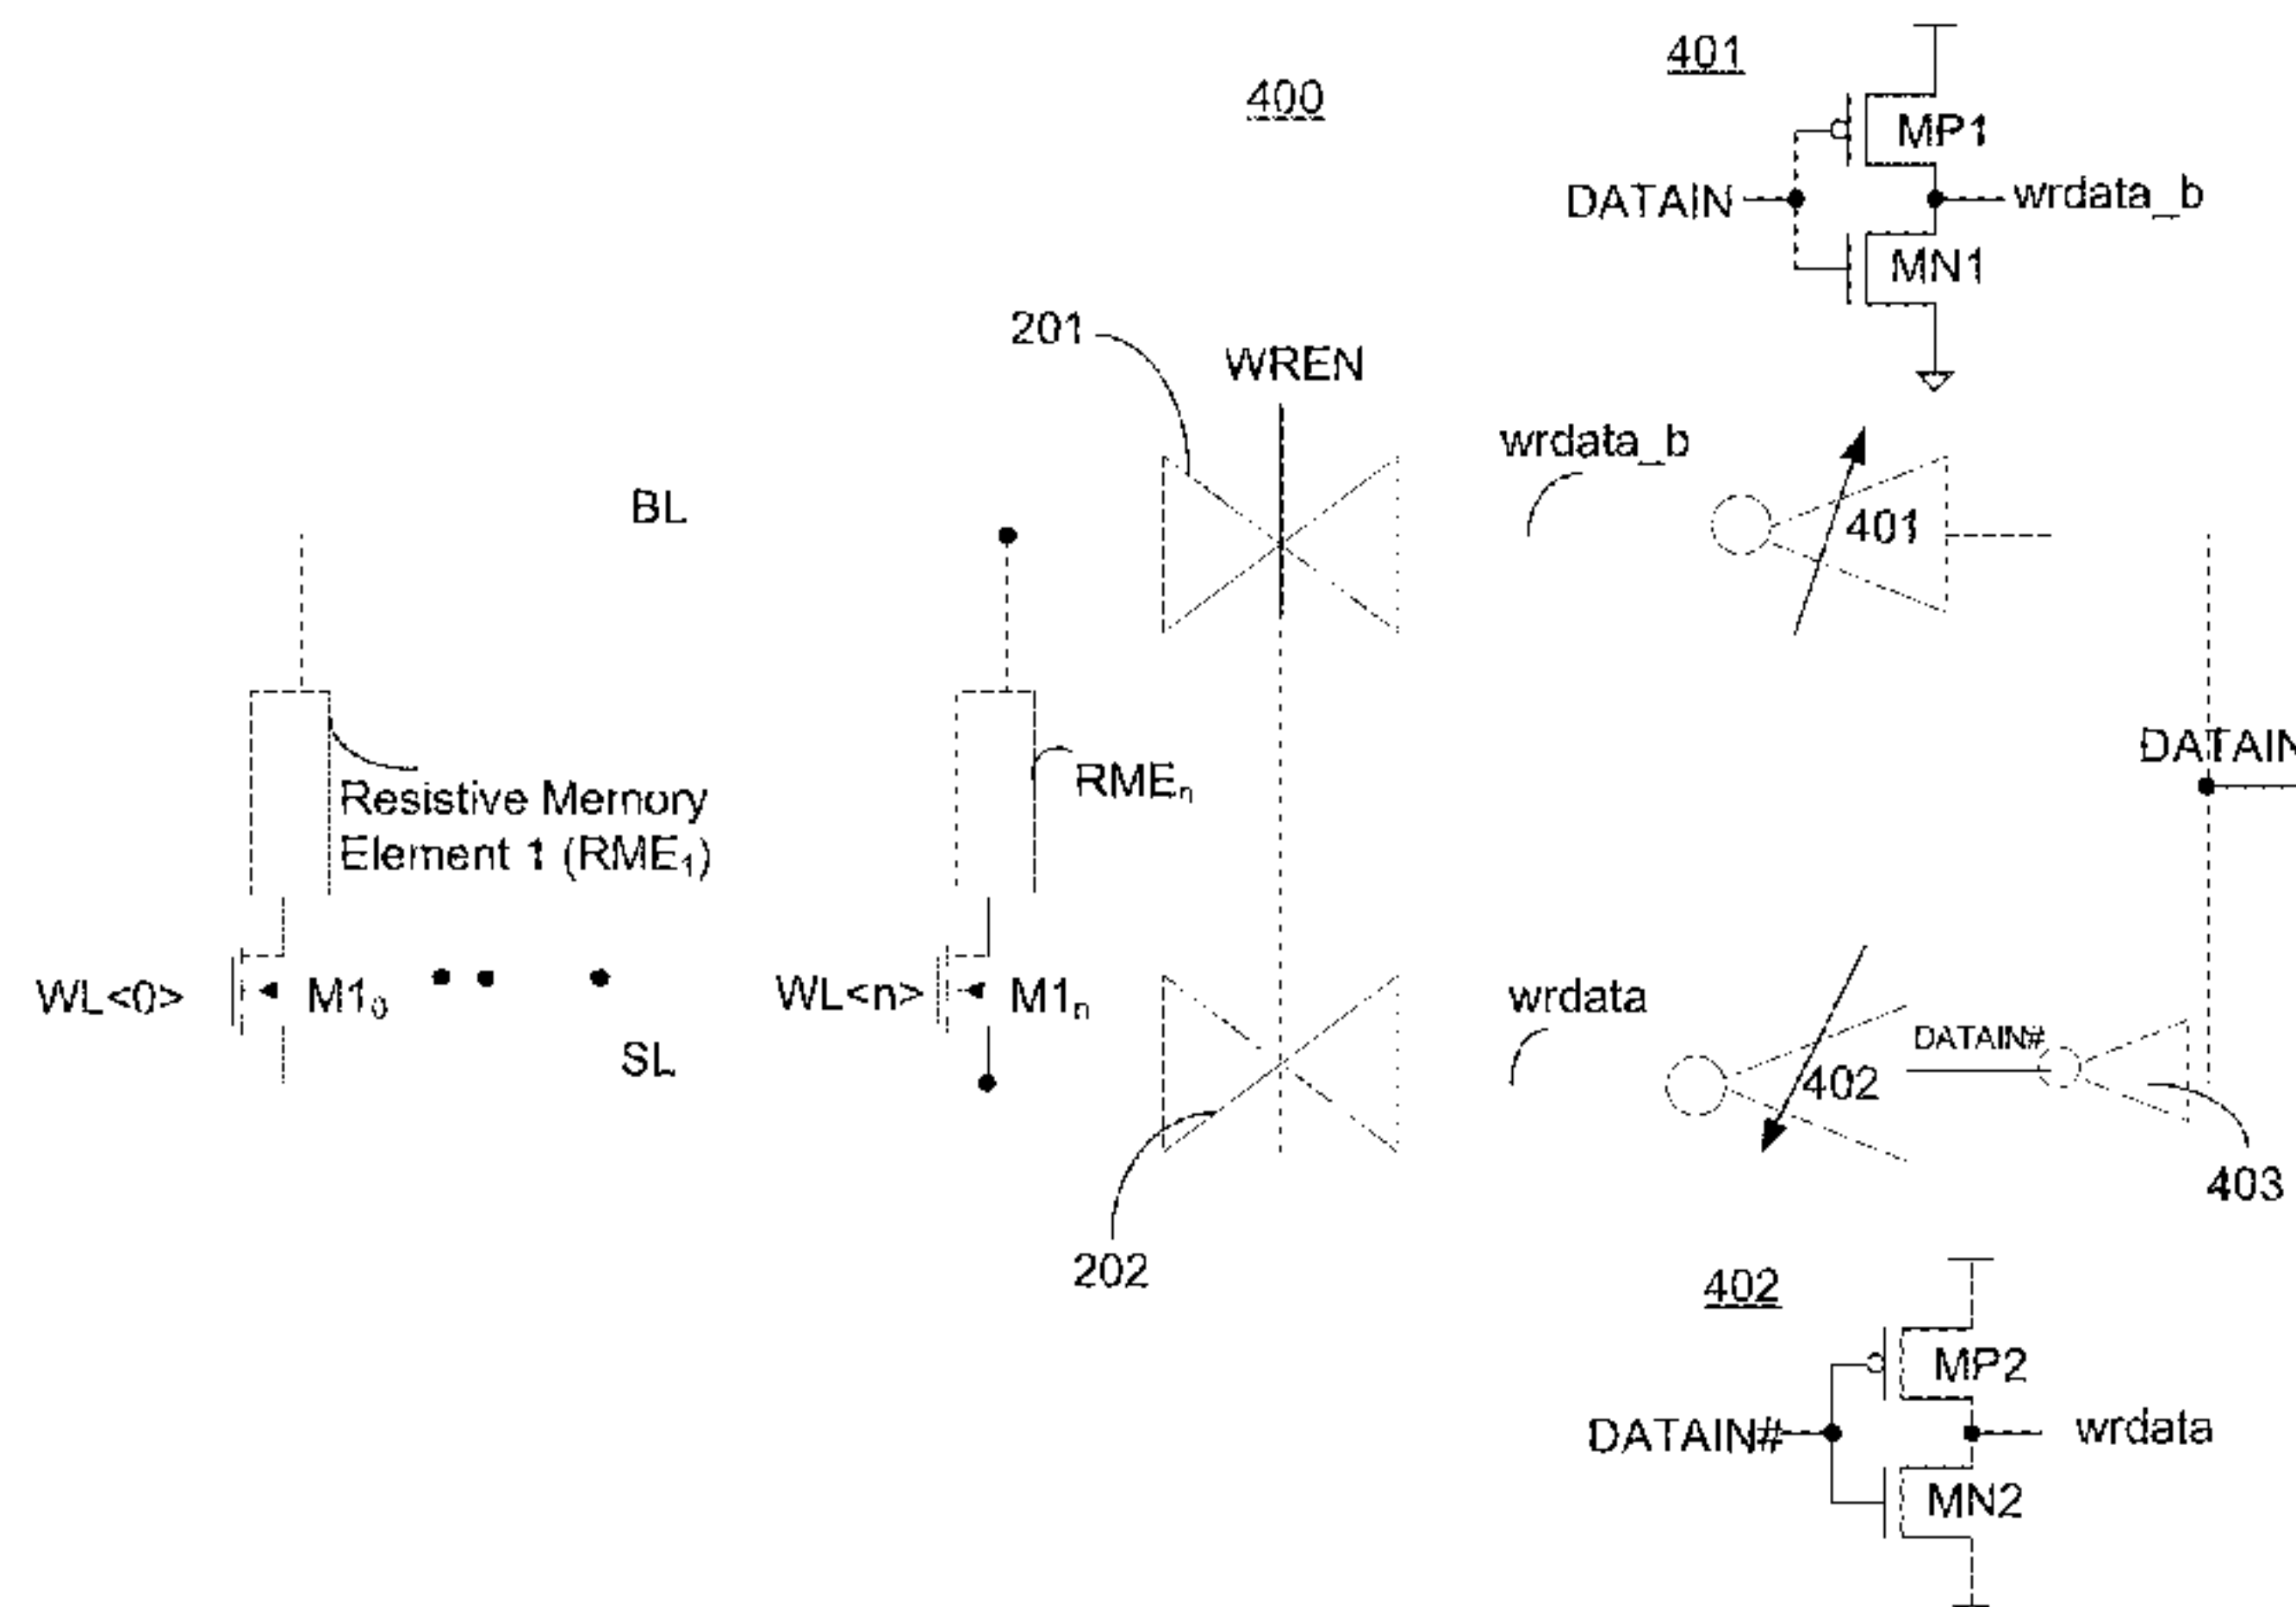 401
400
MP1
DATAIN
wrdata_b
MN1
201
WREN
wrdata_b
BL
401
DATAIN
RMEn
Resistive Memory
Element 1 (RME1)
WL<0>
M10
WL<n>
M1n
wrdata
DATAIN#
SL
402
403
202
402
MP2
DATAIN#
wrdata
MN2